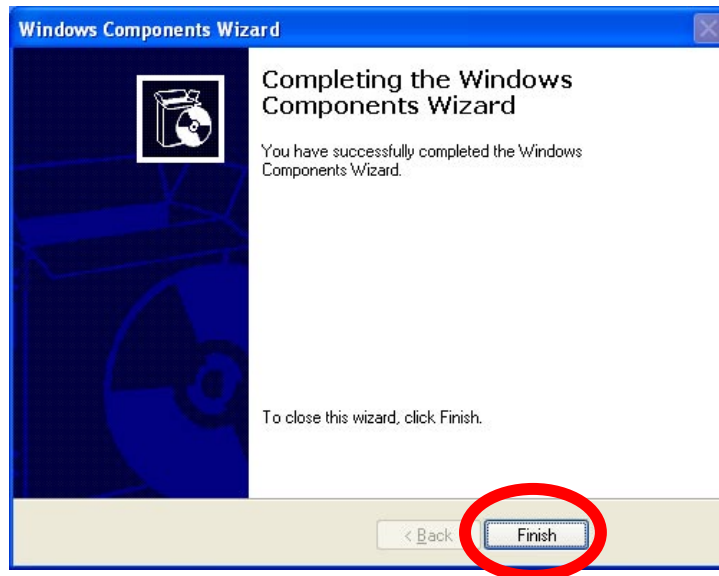 Windows Components Wizard
Completing the Windows
Components Wizard
You have successfully completed the Windows
Components Wizard.
To close this wizard, click Finish.
< Back
Finish